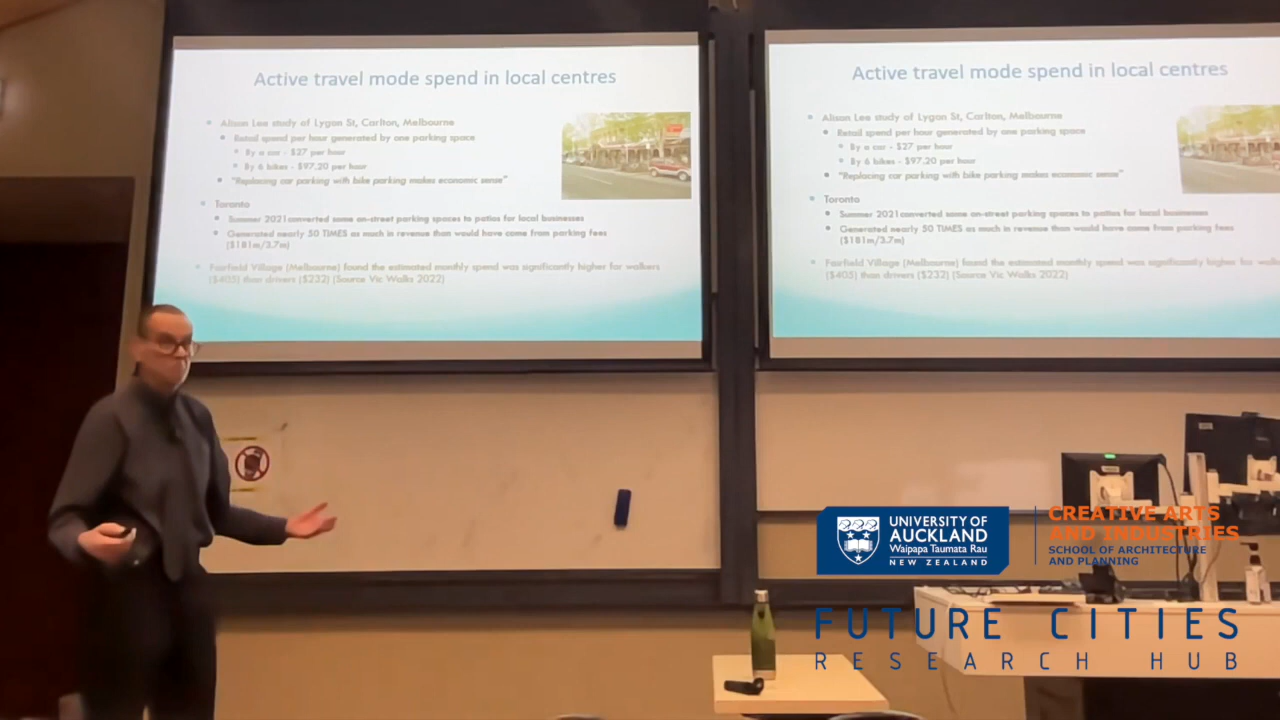 Active travel mode spend in local centres
Alison Lee study of Lygon St, Carlton, Melbourne
Retail spend per hour generated by one parking space
By a car - $27 per hour
By 6 bikes - $97.20 per hour
"Replacing car parking with bike parking makes economic sense"
Toronto
Summer 2021 converted some on-street parking spaces to patios for local businesses
Generated nearly 50 TIMES as much in revenue than would have come from parking fees
($181m/3.7m)
Fairfield Village (Melbourne) found the estimated monthly spend was significantly higher for walkers
($405) than drivers ($232) (Source Vic Walks 2022)
Active travel mode spend in local centres
Alison Lee study of Lygon St, Carlton, Melbourne
Retail spend per hour generated by one parking space
By a car - $27 per hour
By 6 bikes - $97.20 per hour
"Replacing car parking with bike parking makes economic sense"
Toronto
Summer 2021 converted some on-street parking spaces to patios for local businesses
Generated nearly 50 TIMES as much in revenue than would have come from parking fees
($181m/3.7m)
Fairfield Village (Melbourne) found the estimated monthly spend was significantly higher for
($405) than drivers ($232) (Source Vic Walks 2022)
UNIVERSITY OF
AUCKLAND
Waipapa Taumata Rau
NEW ZEALAND
CREATIVE ARTS
AND INDUSTRIES
SCHOOL OF ARCHITECTURE
AND PLANNING
FUTURE CITIES
RESEARCH HUB